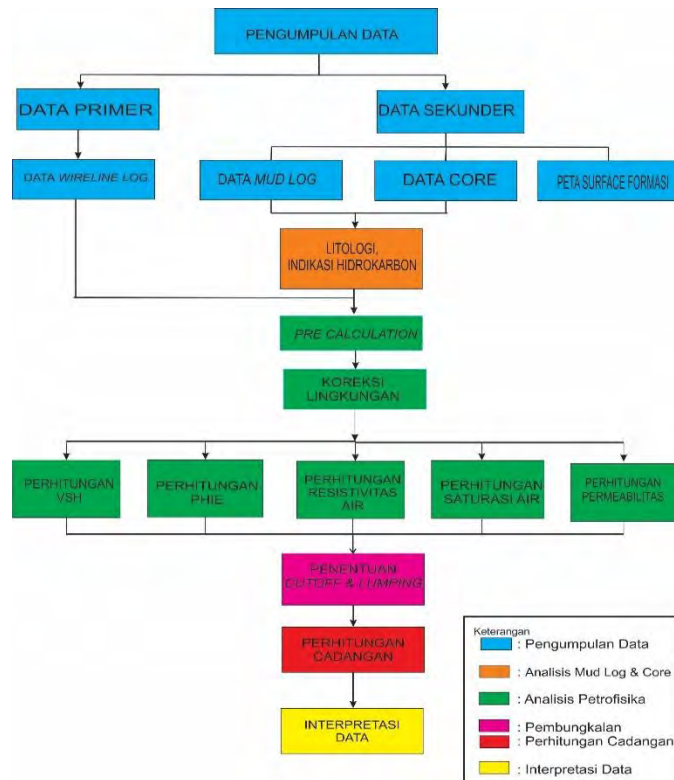 PENGUMPULAN DATA
DATA PRIMER
DATA SEKUNDER
DATA WIRELINE LOG
DATA MUD LOG
DATA CORE
PETA SURFACE FORMASI
LITOLOGI,
INDIKASI HIDROKARBON
PRE CALCULATION
KOREKSI
LINGKUNGAN
PERHITUNGAN
VSH
PERHITUNGAN
PHIE
PERHITUNGAN
RESISTIVITAS
AIR
PERHITUNGAN
SATURASI AIR
PERHITUNGAN
PERMEABILITAS
PENENTUAN
CUTOFF & LUMPING
PERHITUNGAN
CADANGAN
INTERPRETASI
DATA
Keterangan
: Pengumpulan Data
: Analisis Mud Log & Core
: Analisis Petrofisika
: Pembungkalan
: Perhitungan Cadangan
: Interpretasi Data